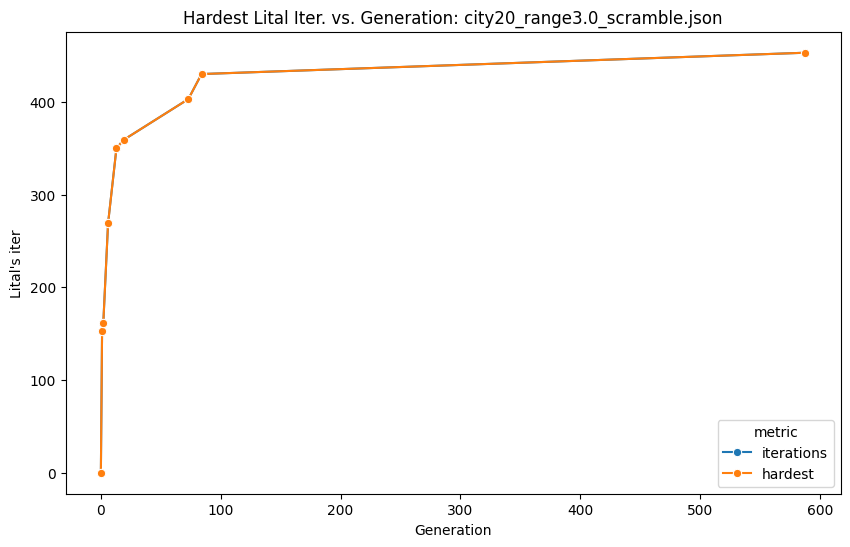 Hardest Lital Iter. vs. Generation: city20_range3.0_scramble.json
Lital's iter
400
300
200
100
0
0 100 200 300 400 500 600
Generation
metric
iterations
hardest